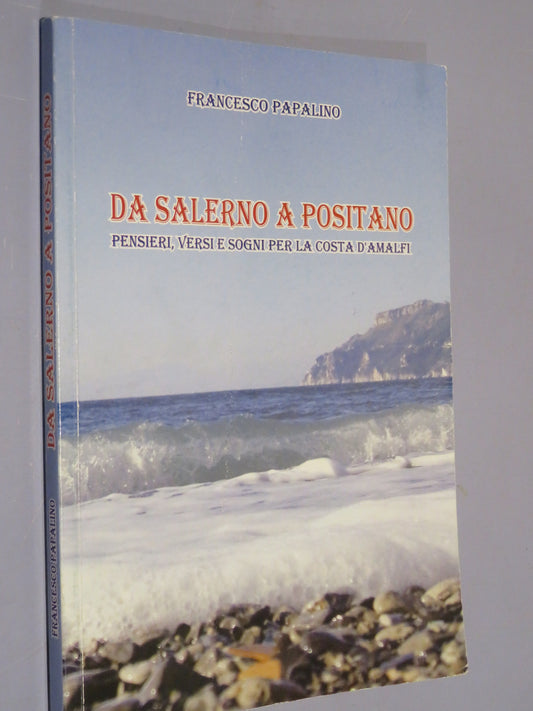 FRANCESCO PAPALINO
DA SALERNO A POSITANO
PENSIERI, VERSI E SOGNI PER LA COSTA D'AMALFI
DA SALERNO A POSITANO
FRANCESCO PAPALINO